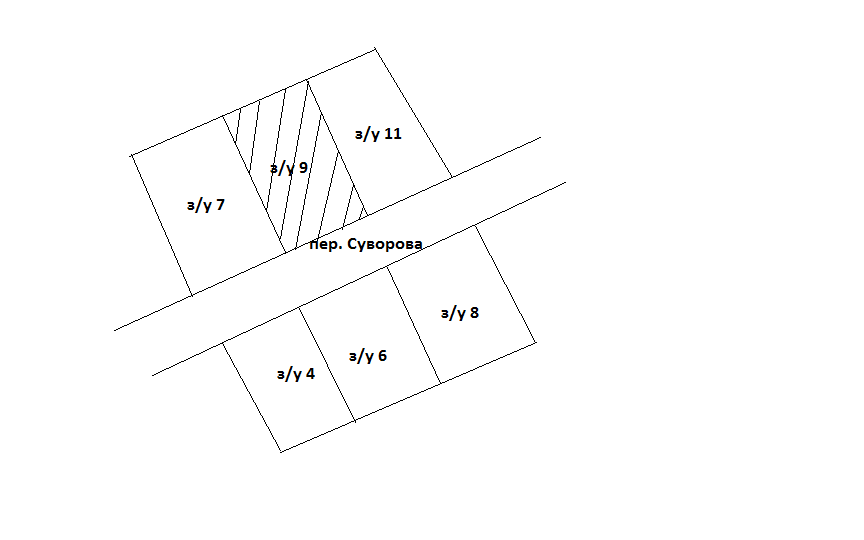 з/у 11
з/у 9
з/у 7
пер. Суворова
з/у 8
з/у 6
з/у 4